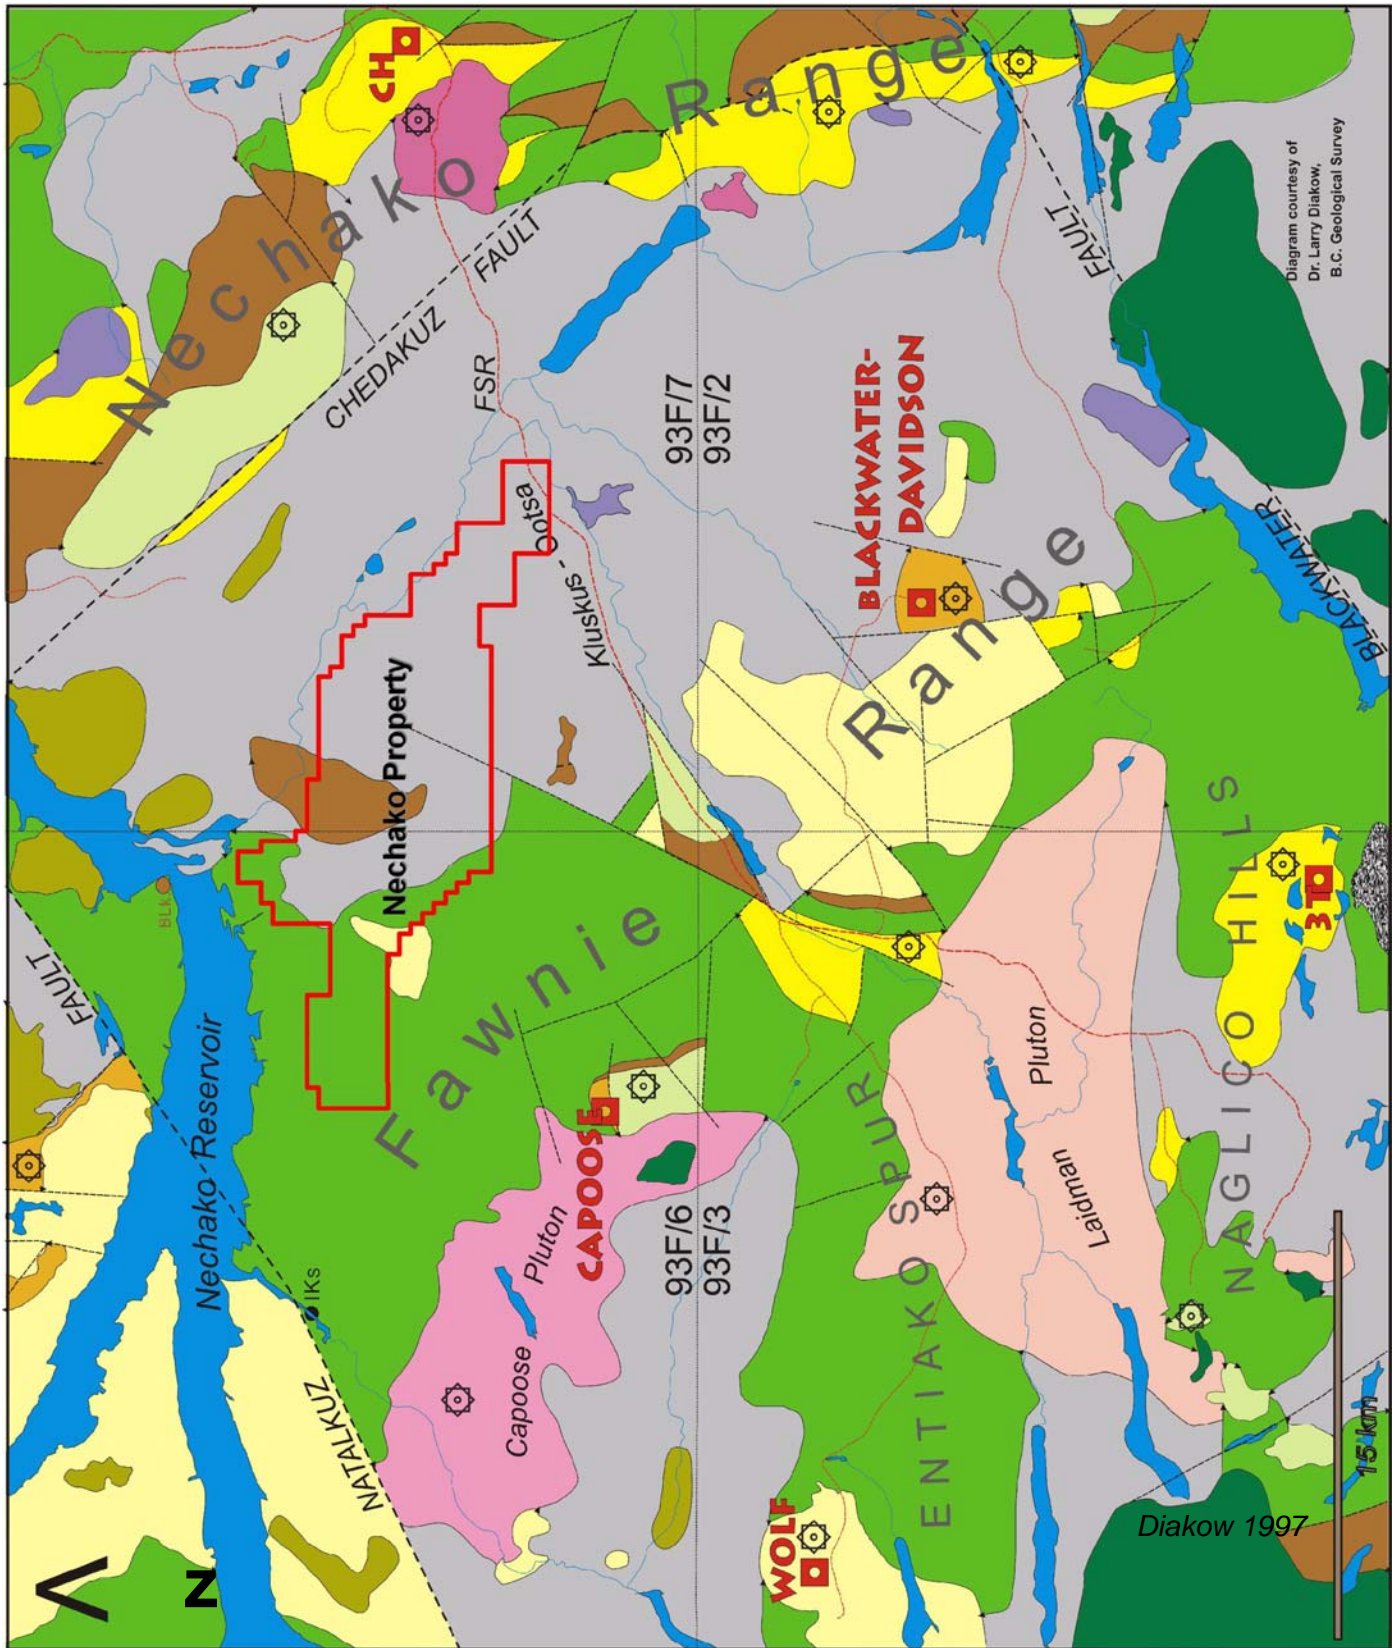 CH
Nechako
Range
CHEDAKUZ
FAULT
FSR
93F/7
93F/2
BLACKWATER-
DAVIDSON
FAULT
BLACKWATER
Diagram courtesy of
Dr. Larry Diakow,
B.C. Geological Survey
Kluskus - Ootsa
Nechako Property
BLK
FAULT
Nechako Reservoir
IKs
NATALKUZ
Fawnie
Range
CAPOOSE
Capoose Pluton
93F/6
93F/3
WOLF
ENTIAKO SPUR
Laidman Pluton
NAGLICO HILLS
3T
15 km
Diakow 1997
N